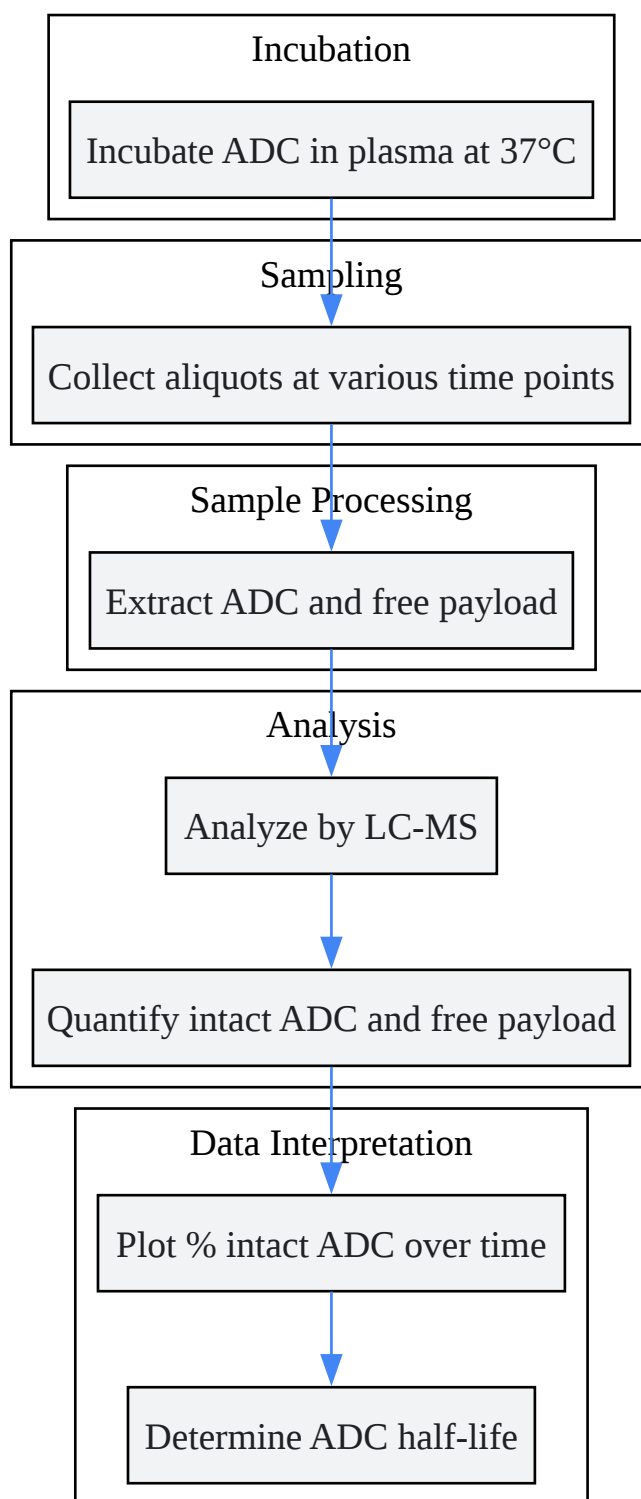 Incubation
Incubate ADC in plasma at 37°C
Sampling
Collect aliquots at various time points
Sample Processing
Extract ADC and free payload
Analysis
Analyze by LC-MS
Quantify intact ADC and free payload
Data Interpretation
Plot % intact ADC over time
Determine ADC half-life